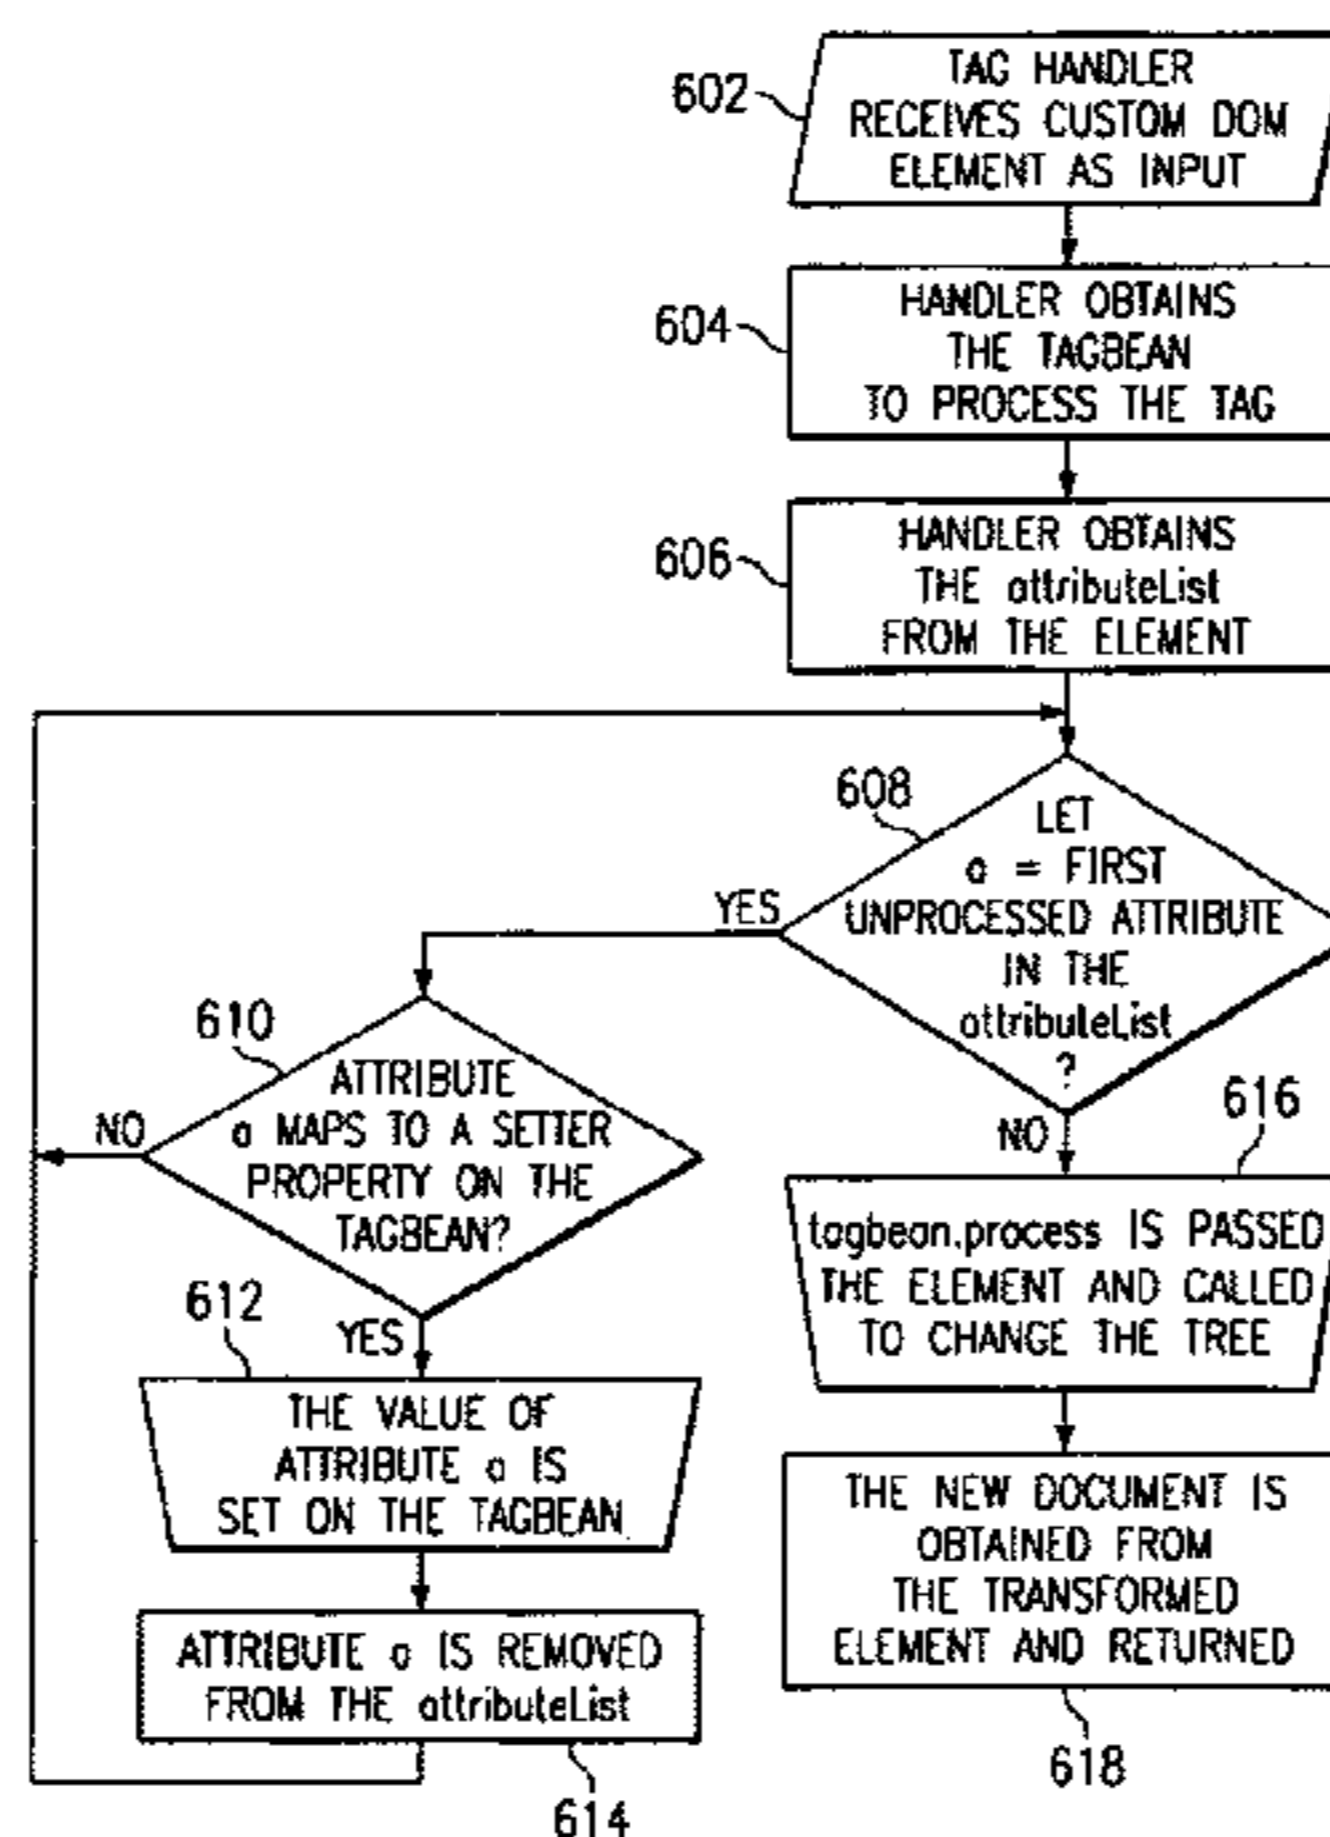 602
TAG HANDLER
RECEIVES CUSTOM DOM
ELEMENT AS INPUT
604
HANDLER OBTAINS
THE TAGBEAN
TO PROCESS THE TAG
606
HANDLER OBTAINS
THE attributeList
FROM THE ELEMENT
608
LET
a = FIRST
UNPROCESSED ATTRIBUTE
IN THE
attributeList
?
YES
NO
610
ATTRIBUTE
a MAPS TO A SETTER
PROPERTY ON THE
TAGBEAN?
NO
YES
612
THE VALUE OF
ATTRIBUTE a IS
SET ON THE TAGBEAN
ATTRIBUTE a IS REMOVED
FROM THE attributeList
614
616
tagbean.process IS PASSED
THE ELEMENT AND CALLED
TO CHANGE THE TREE
THE NEW DOCUMENT IS
OBTAINED FROM
THE TRANSFORMED
ELEMENT AND RETURNED
618